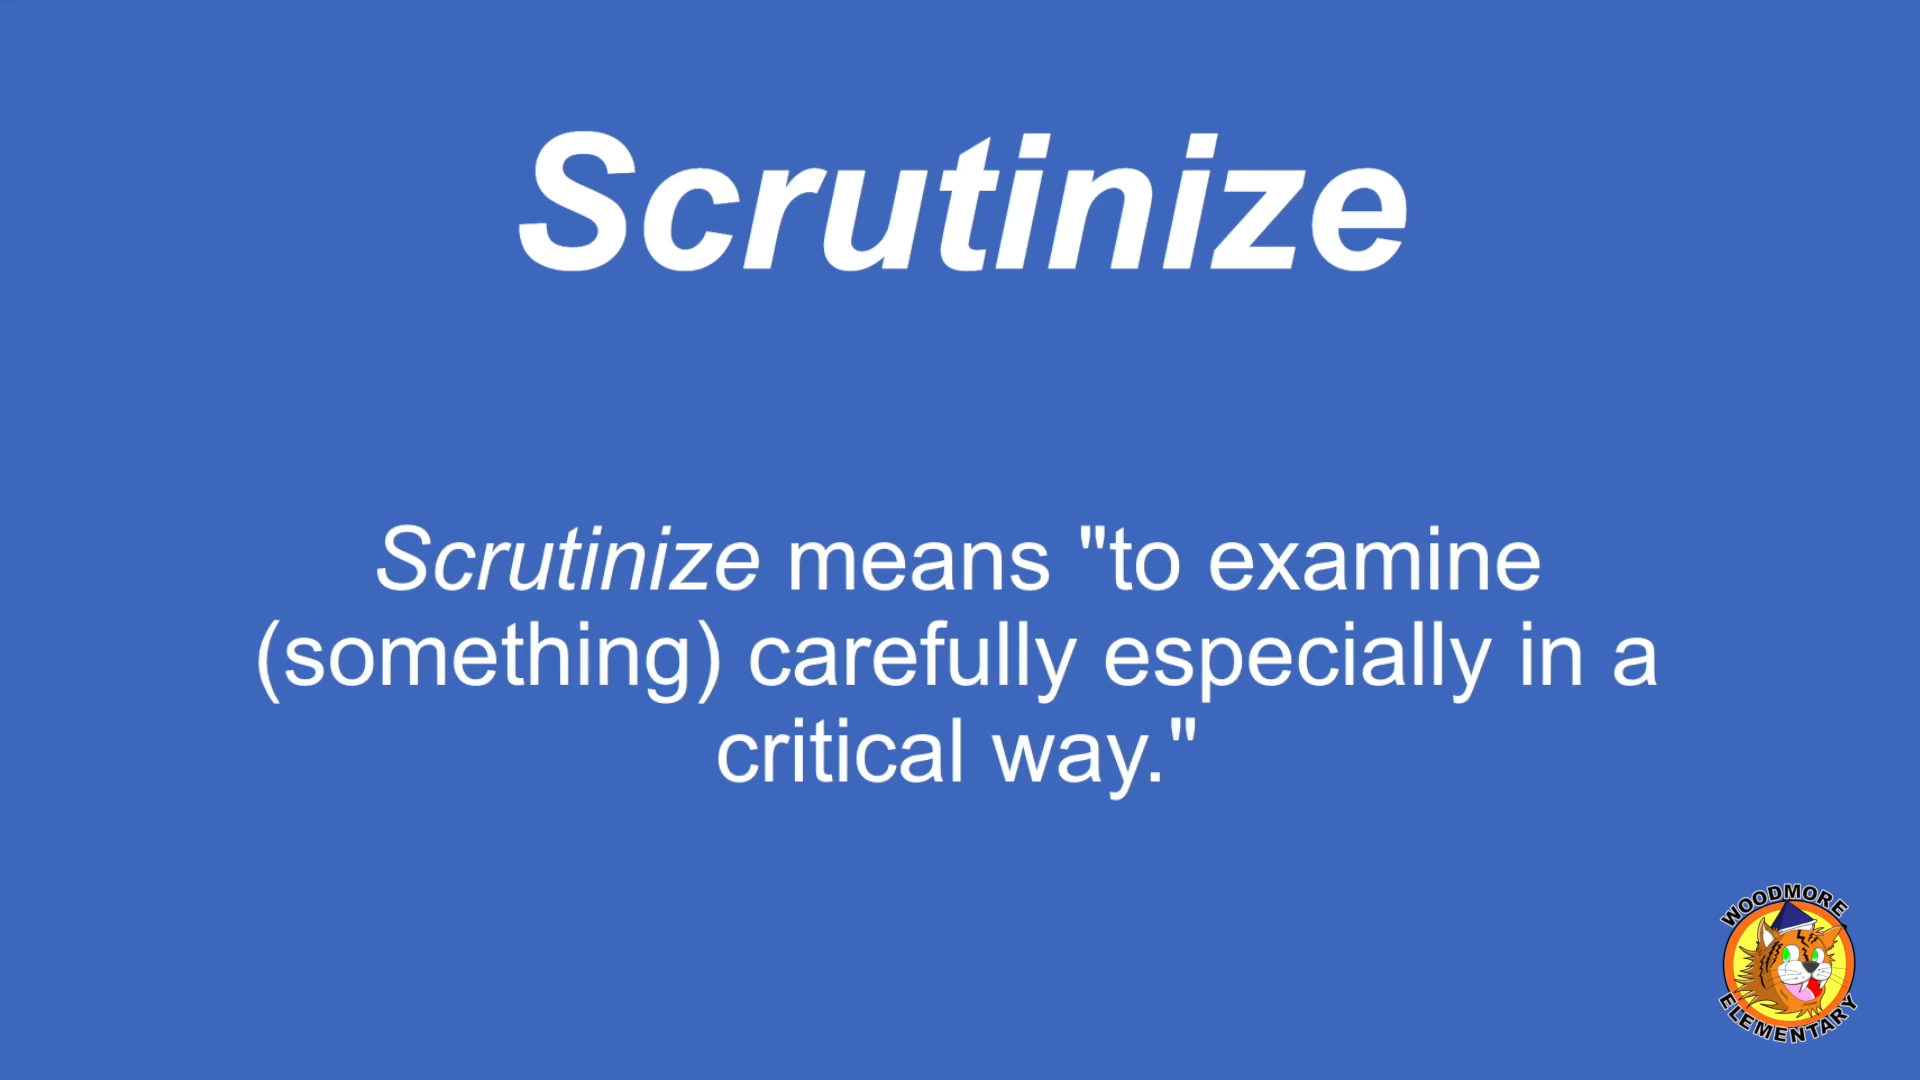 Scrutinize
Scrutinize means "to examine
(something) carefully especially in a
critical way."
WOODMORE
ELEMENTARY